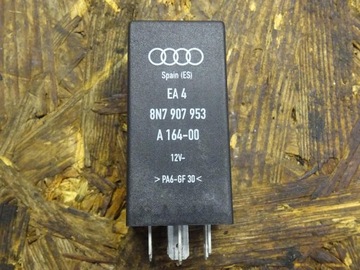 Spain (ES)
EA 4
8N7 907 953
A 164-00
12V-
>PA6-GF 30<